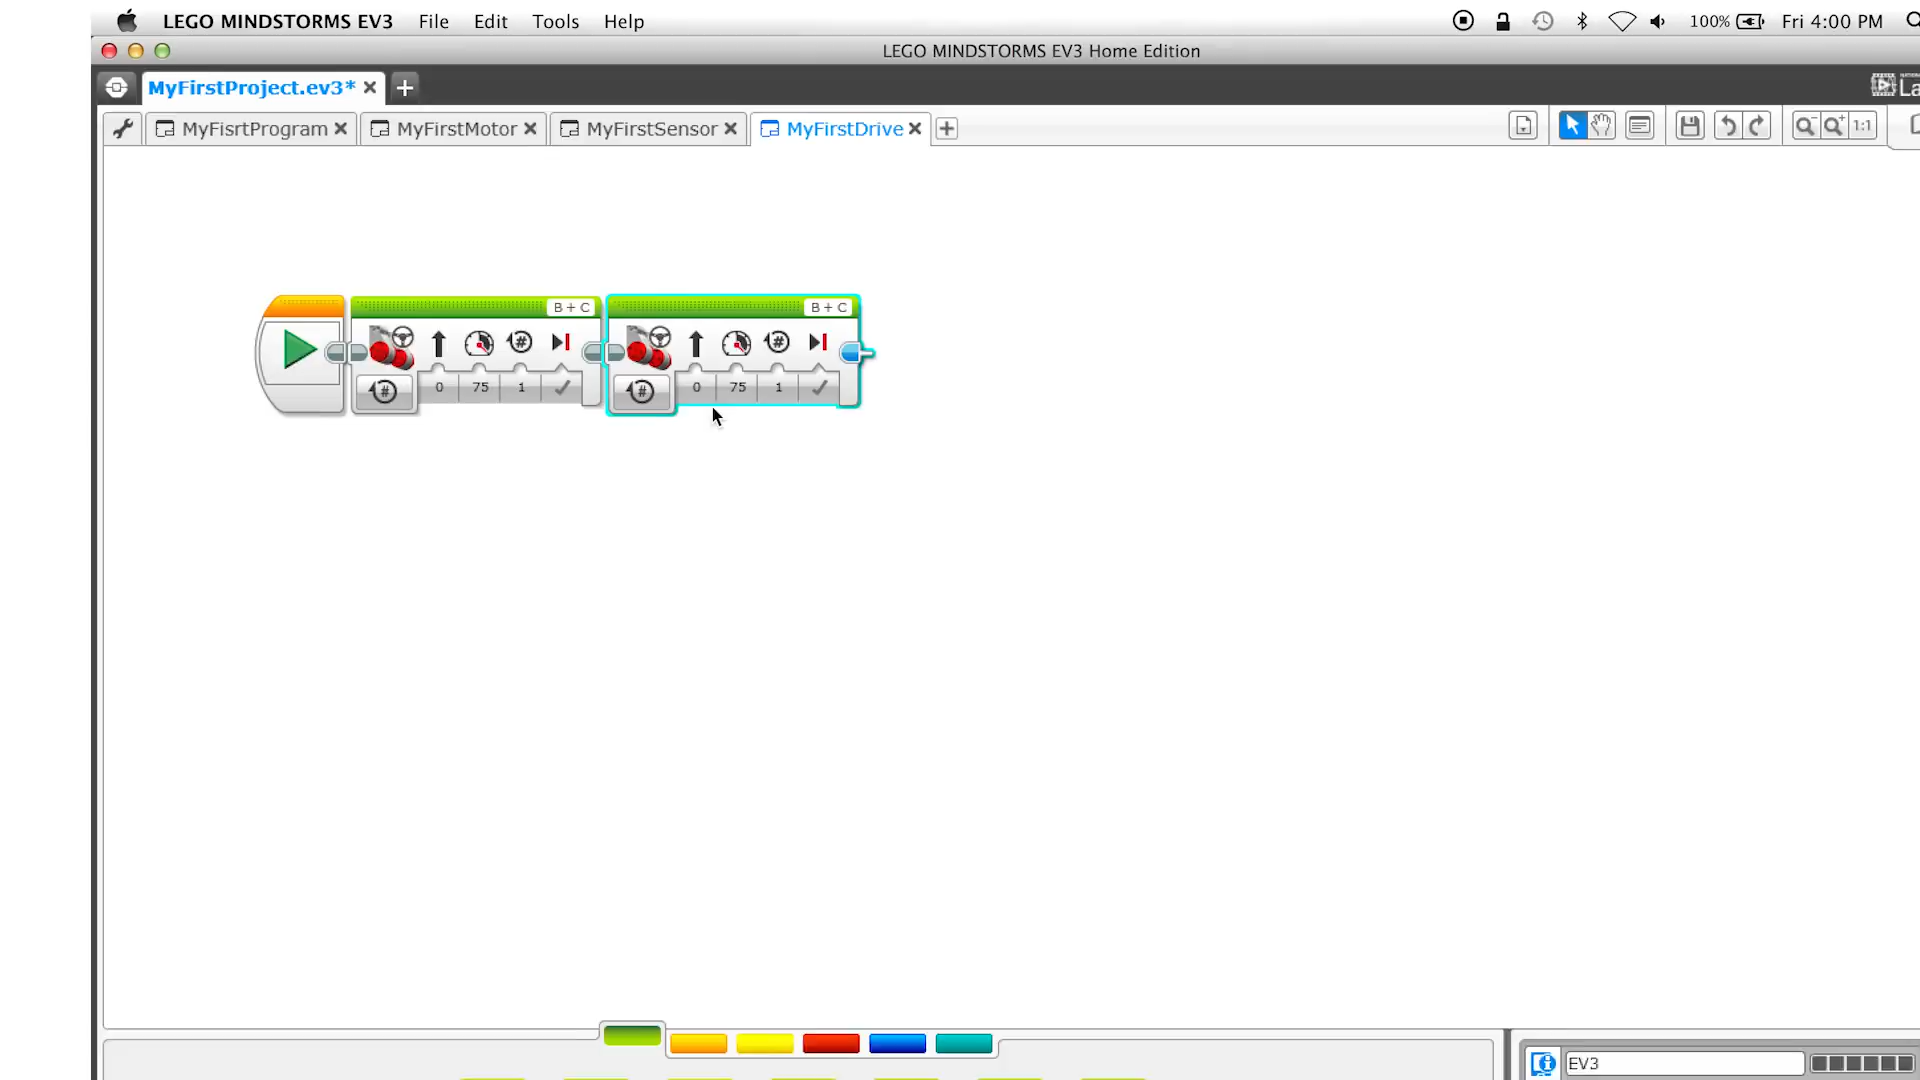 LEGO MINDSTORMS EV3 File Edit Tools Help 100% Fri 4:00 PM
LEGO MINDSTORMS EV3 Home Edition
MyFirstProject.ev3*
MyFisrtProgram MyFirstMotor MyFirstSensor MyFirstDrive 1:1
B + C B + C
# #
# 0 75 1 # 0 75 1
EV3